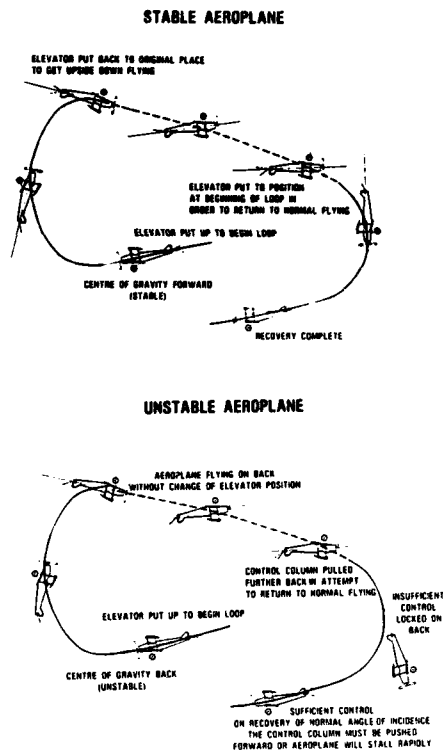 STABLE AEROPLANE
ELEVATOR PUT BACK TO ORIGINAL PLACE
TO GET UPSIDE DOWN FLYING
ELEVATOR PUT TO POSITION
AT BEGINNING OF LOOP IN
ORDER TO RETURN TO NORMAL FLYING
ELEVATOR PUT UP TO BEGIN LOOP
CENTRE OF GRAVITY FORWARD
(STABLE)
RECOVERY COMPLETE
UNSTABLE AEROPLANE
AEROPLANE FLYING ON BACK
WITHOUT CHANGE OF ELEVATOR POSITION
CONTROL COLUMN PULLED
FURTHER BACK IN ATTEMPT
TO RETURN TO NORMAL FLYING
INSUFFICIENT
CONTROL
LOCKED ON
BACK
ELEVATOR PUT UP TO BEGIN LOOP
CENTRE OF GRAVITY BACK
(UNSTABLE)
SUFFICIENT CONTROL
ON RECOVERY OF NORMAL ANGLE OF INCIDENCE
THE CONTROL COLUMN MUST BE PUSHED
FORWARD OR AEROPLANE WILL STALL RAPIDLY